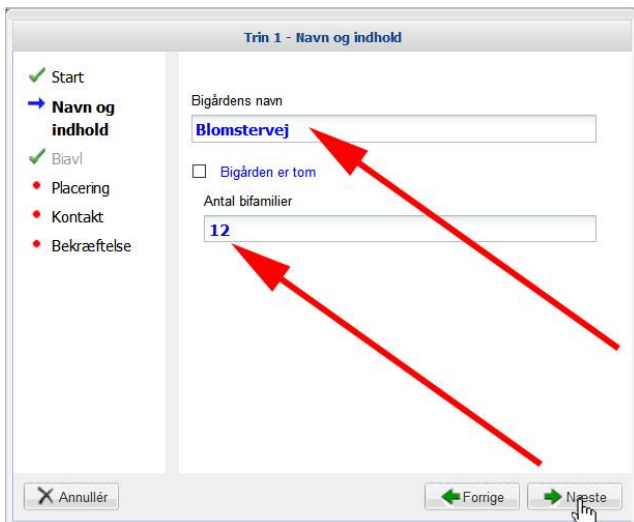 Trin 1 - Navn og indhold
Start
Navn og
indhold
Biavl
Placering
Kontakt
Bekræftelse
Bigårdens navn
Blomstervej
Bigården er tom
Antal bifamilier
12
Annullér
Forrige
Næste